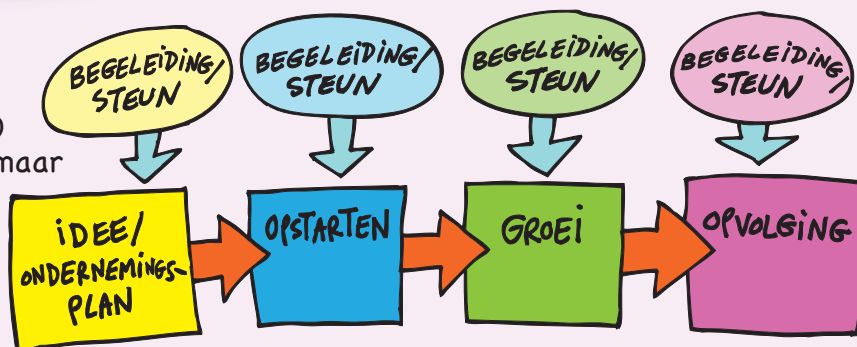 BEGELEIDING/
STEUN
BEGELEIDING/
STEUN
BEGELEIDING/
STEUN
BEGELEIDING/
STEUN
maar
IDEE/
ONDERNEMINGS-
PLAN
OPSTARTEN
GROEI
OPVOLGING